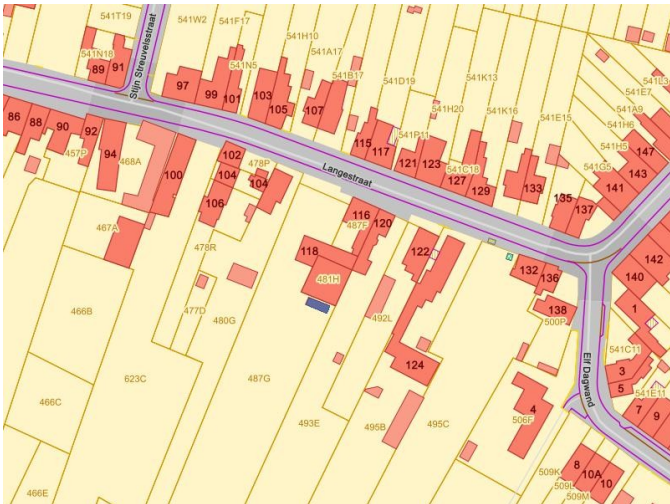 541T19
541W2
541F17
541H10
541A17
541N18
541N5
541B17
541D19
541K13
541L3
541E7
541A9
541H6
89
91
97
99
101
103
105
107
541H20
541K16
541E15
541H5
Stijn Streuvelsstraat
86
88
90
92
94
457P
468A
100
102
104
478P
104
106
115
117
541P11
121
123
541C18
127
129
133
541G5
147
143
141
135
137
Langestraat
116
487F
120
118
481H
122
132
136
138
500P
142
140
1
467A
478R
466B
477D
480G
492L
541C11
3
5
541E11
7
9
623C
487G
124
466C
493E
495B
495C
4
506F
Elf Dagwand
466E
8
10A
10
509K
509L
509M